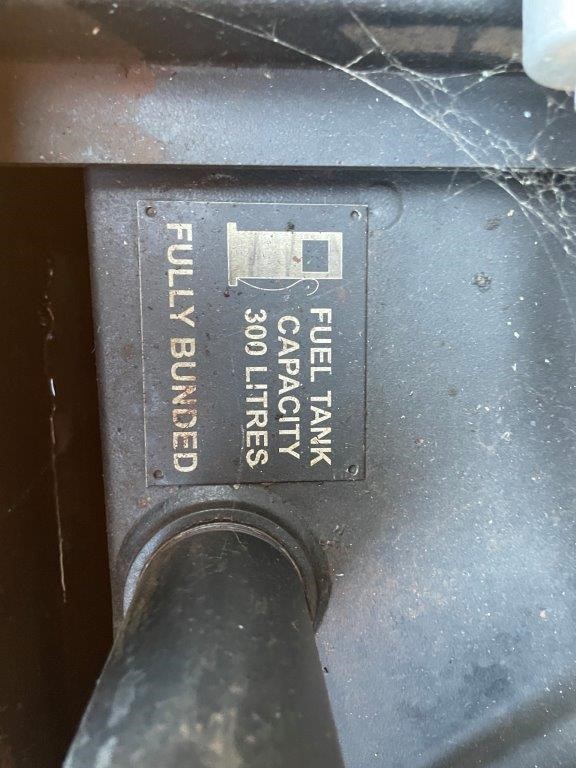 FUEL TANK
CAPACITY
300 LITRES
FULLY BUNDED